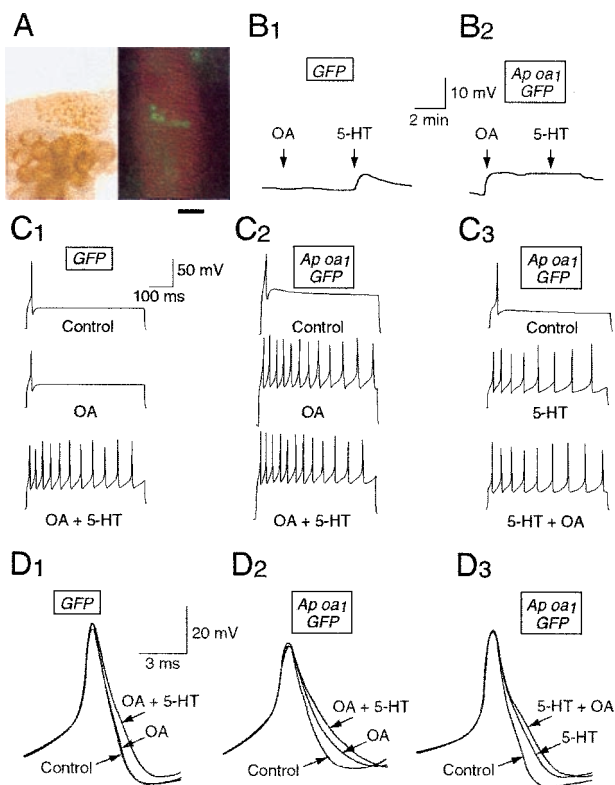 A
B1
GFP
OA
5-HT
10 mV
2 min
B2
Ap oa1
GFP
OA
5-HT
C1
GFP
50 mV
100 ms
Control
OA
OA + 5-HT
C2
Ap oa1
GFP
Control
OA
OA + 5-HT
C3
Ap oa1
GFP
Control
5-HT
5-HT + OA
D1
GFP
20 mV
3 ms
OA + 5-HT
OA
Control
D2
Ap oa1
GFP
OA + 5-HT
OA
Control
D3
Ap oa1
GFP
5-HT + OA
5-HT
Control